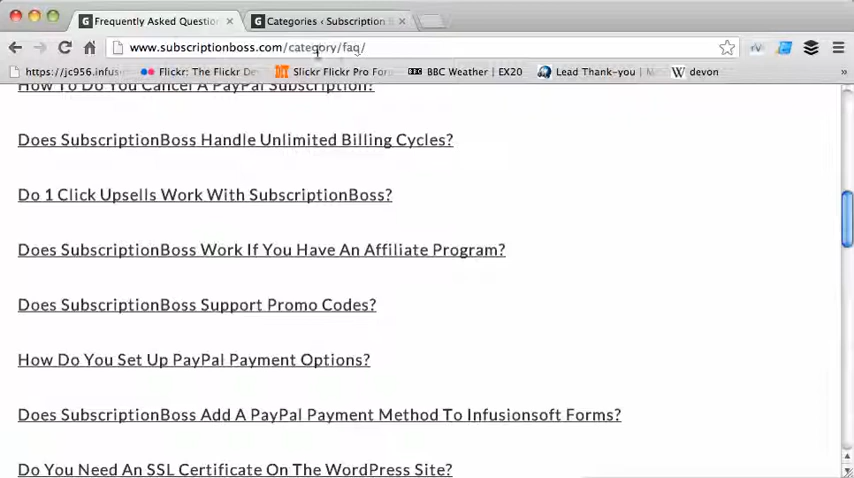 Frequently Asked Questio
Categories ‹ Subscription B
www.subscriptionboss.com/category/faq/
https://jc956.infus
Flickr: The Flickr De
Slickr Flickr Pro For
BBC Weather | EX20
Lead Thank-you | M
devon
»
How To Do You Cancel A PayPal Subscription?
Does SubscriptionBoss Handle Unlimited Billing Cycles?
Do 1 Click Upsells Work With SubscriptionBoss?
Does SubscriptionBoss Work If You Have An Affiliate Program?
Does SubscriptionBoss Support Promo Codes?
How Do You Set Up PayPal Payment Options?
Does SubscriptionBoss Add A PayPal Payment Method To Infusionsoft Forms?
Do You Need An SSL Certificate On The WordPress Site?